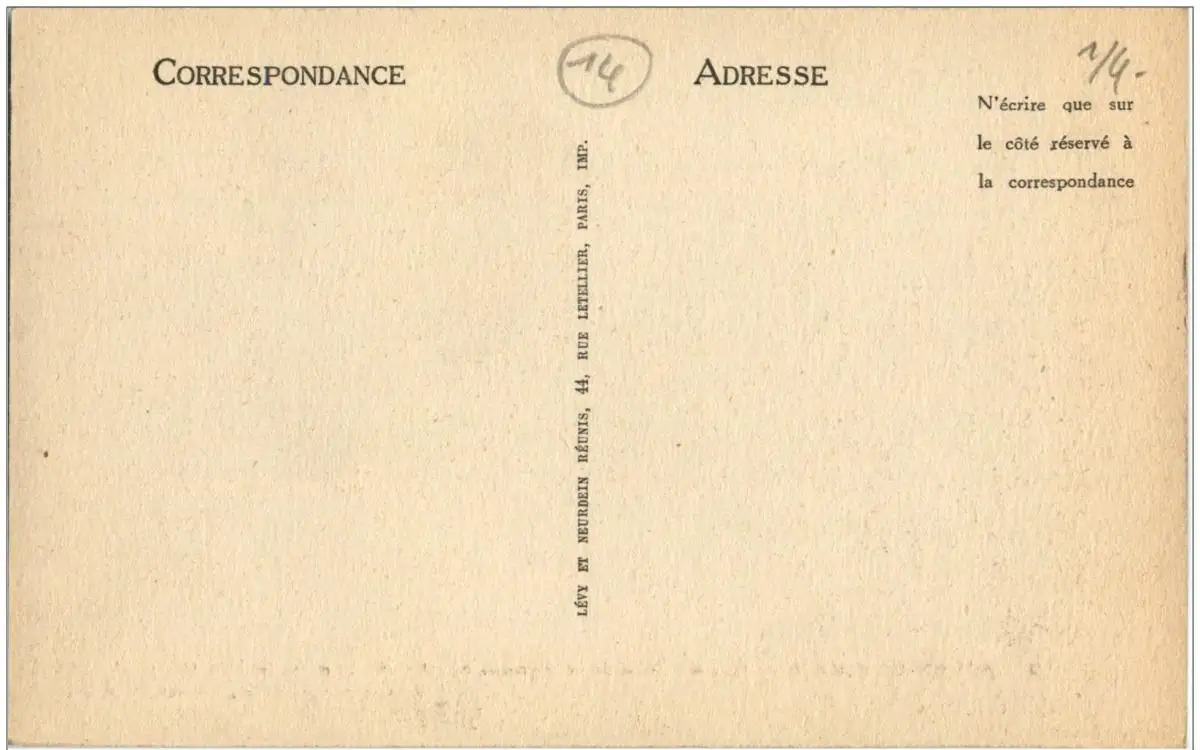 CORRESPONDANCE
14
ADRESSE
1/4.
N'écrire que sur
le côté réservé à
la correspondance
LÉVY ET NEURDEIN RÉUNIS, 44, RUE LETELLIER, PARIS, IMP.